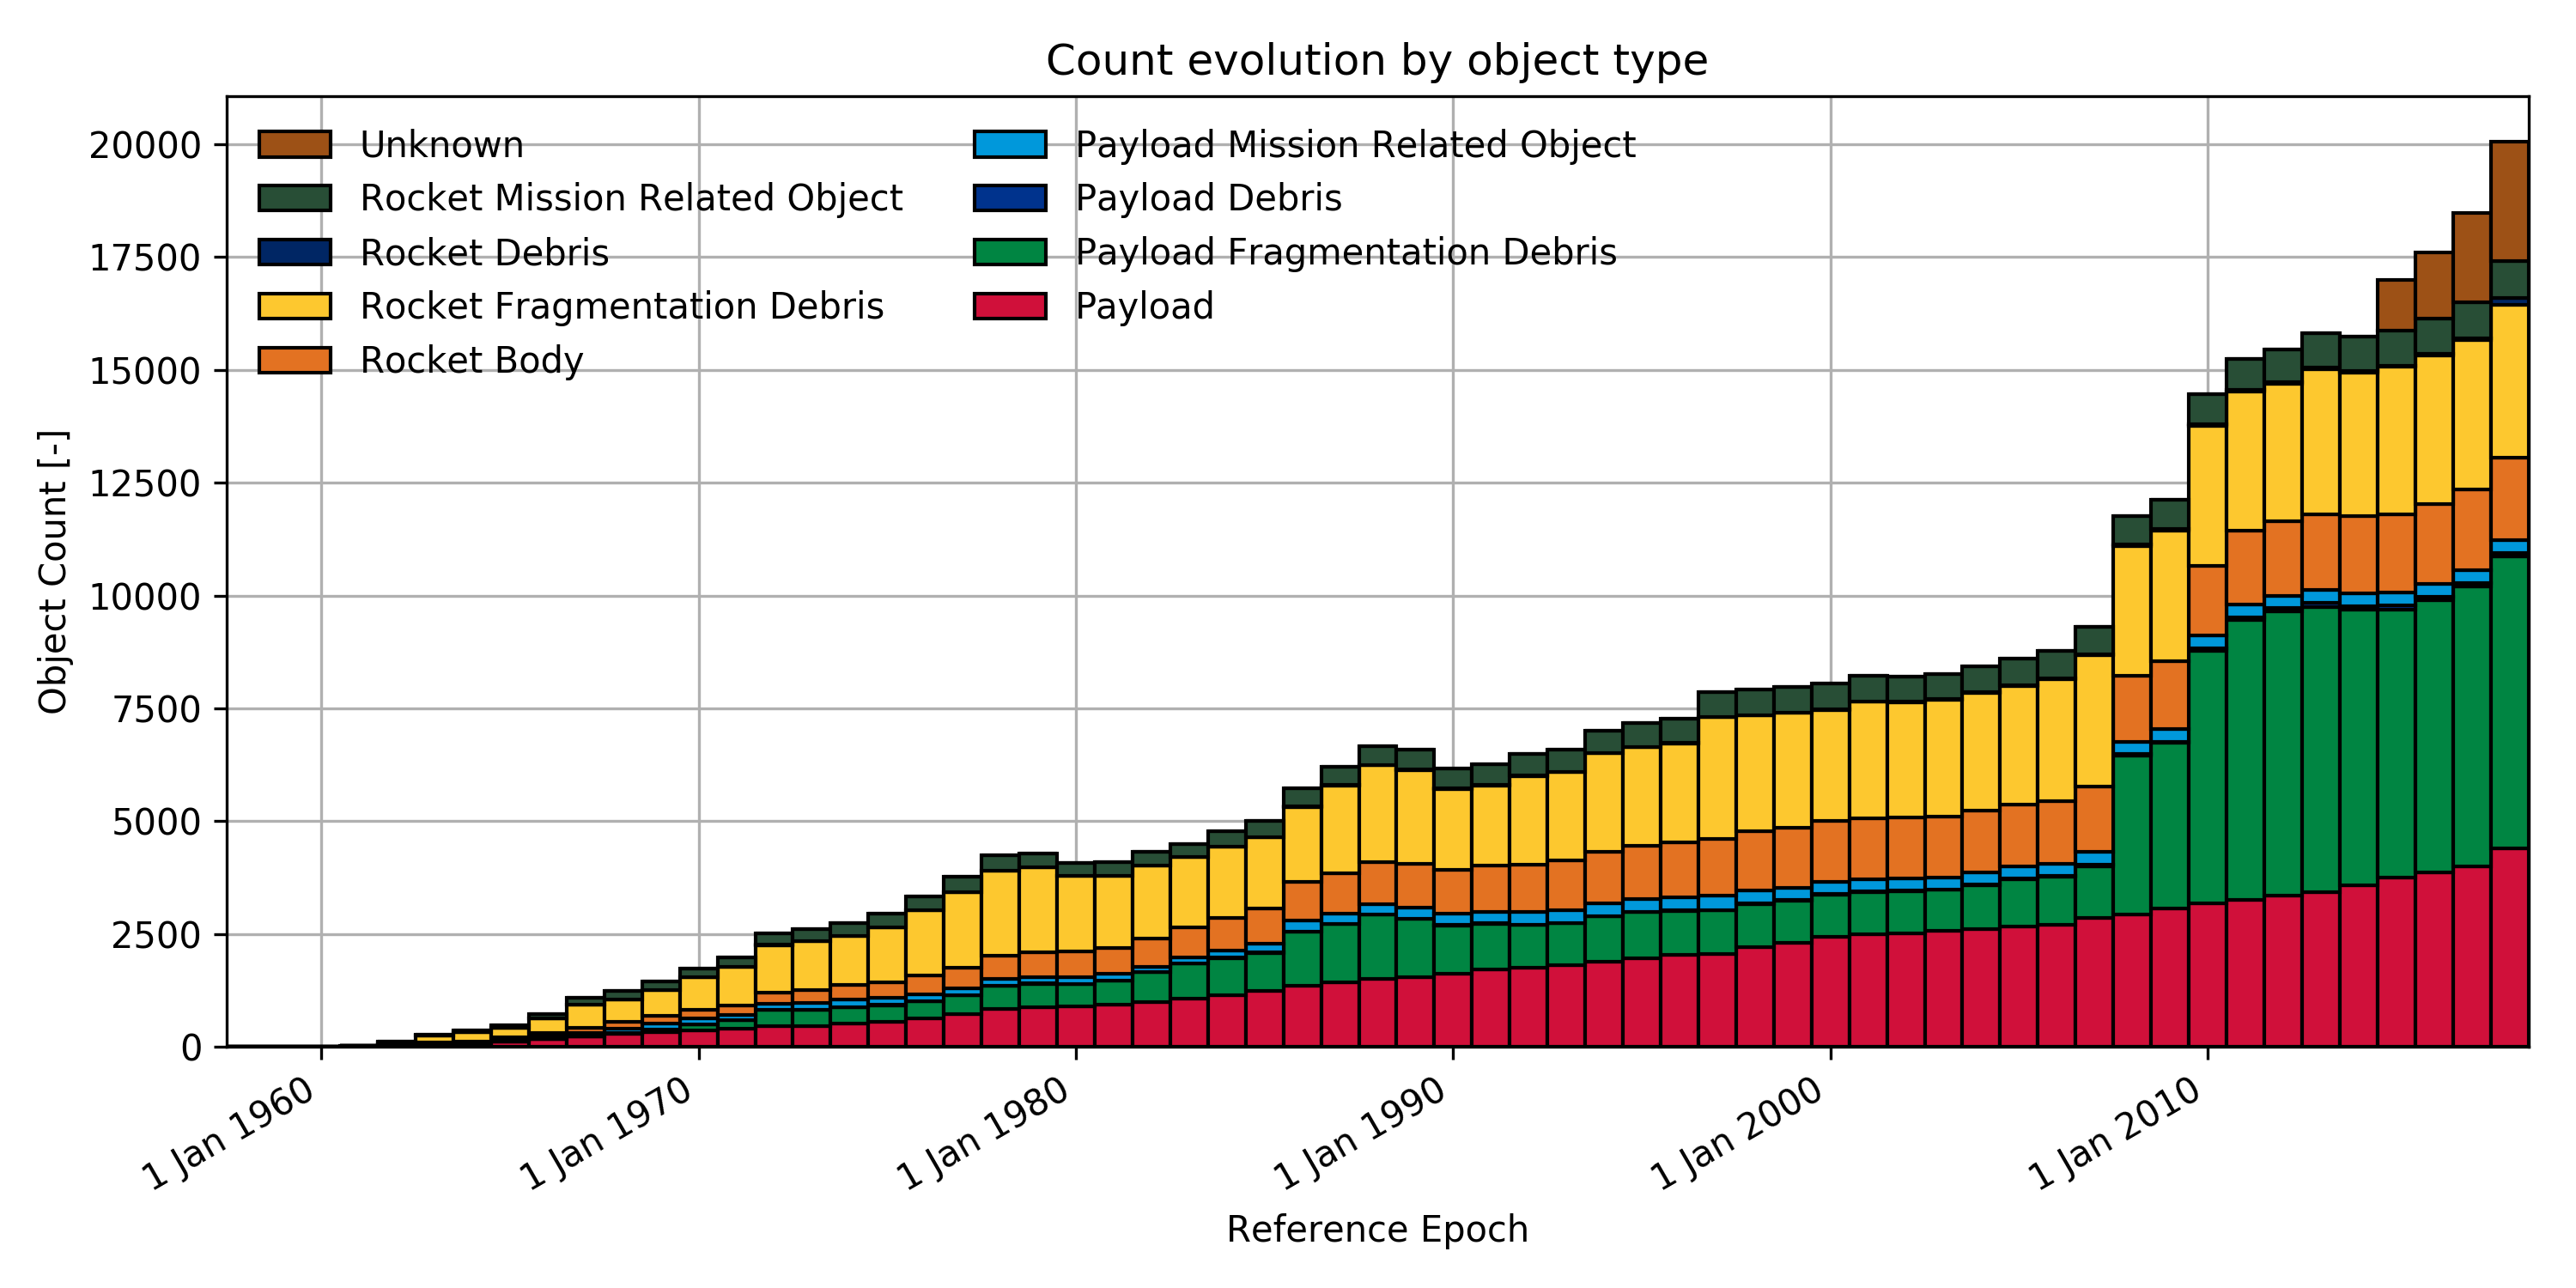 Count evolution by object type
Unknown
Rocket Mission Related Object
Rocket Debris
Rocket Fragmentation Debris
Rocket Body
Payload Mission Related Object
Payload Debris
Payload Fragmentation Debris
Payload
Object Count [-]
20000
17500
15000
12500
10000
7500
5000
2500
0
1 Jan 1960
1 Jan 1970
1 Jan 1980
1 Jan 1990
1 Jan 2000
1 Jan 2010
Reference Epoch